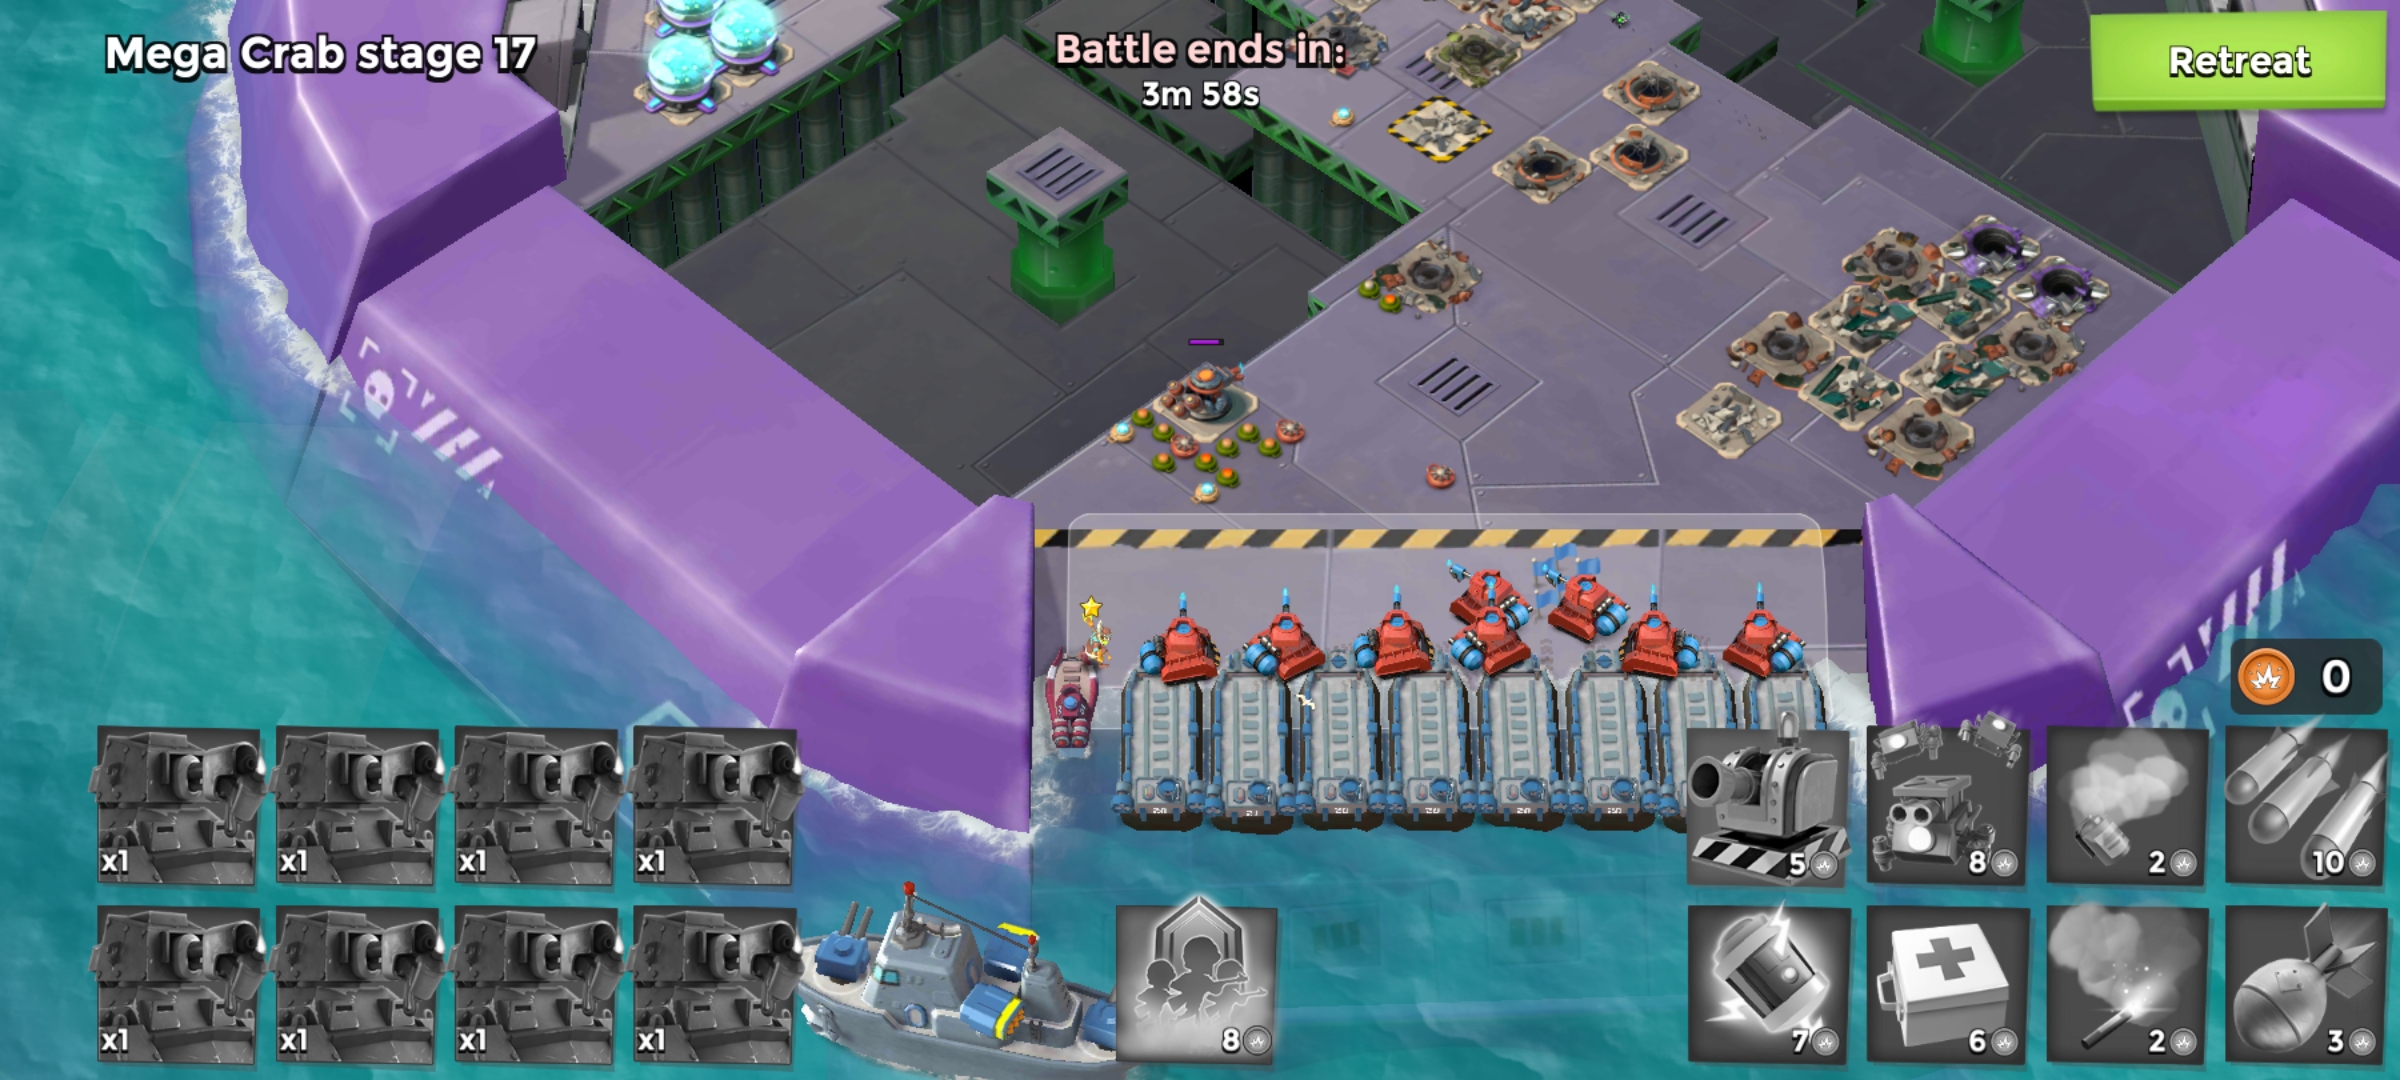 Mega Crab stage 17
Battle ends in:
3m 58s
Retreat
0
x1
x1
x1
x1
5
8
2
10
x1
x1
x1
x1
8
7
6
2
3